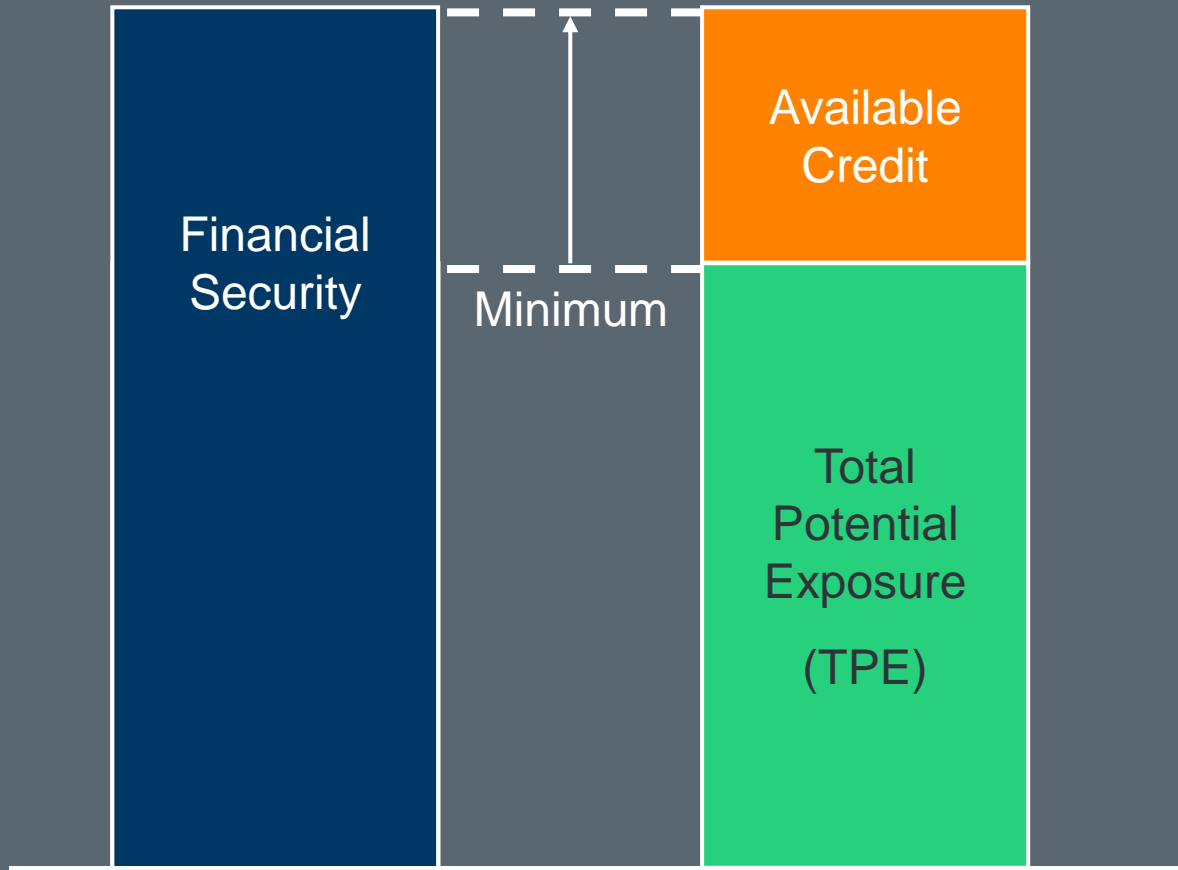 Financial
Security
Minimum
Available
Credit
Total
Potential
Exposure
(TPE)